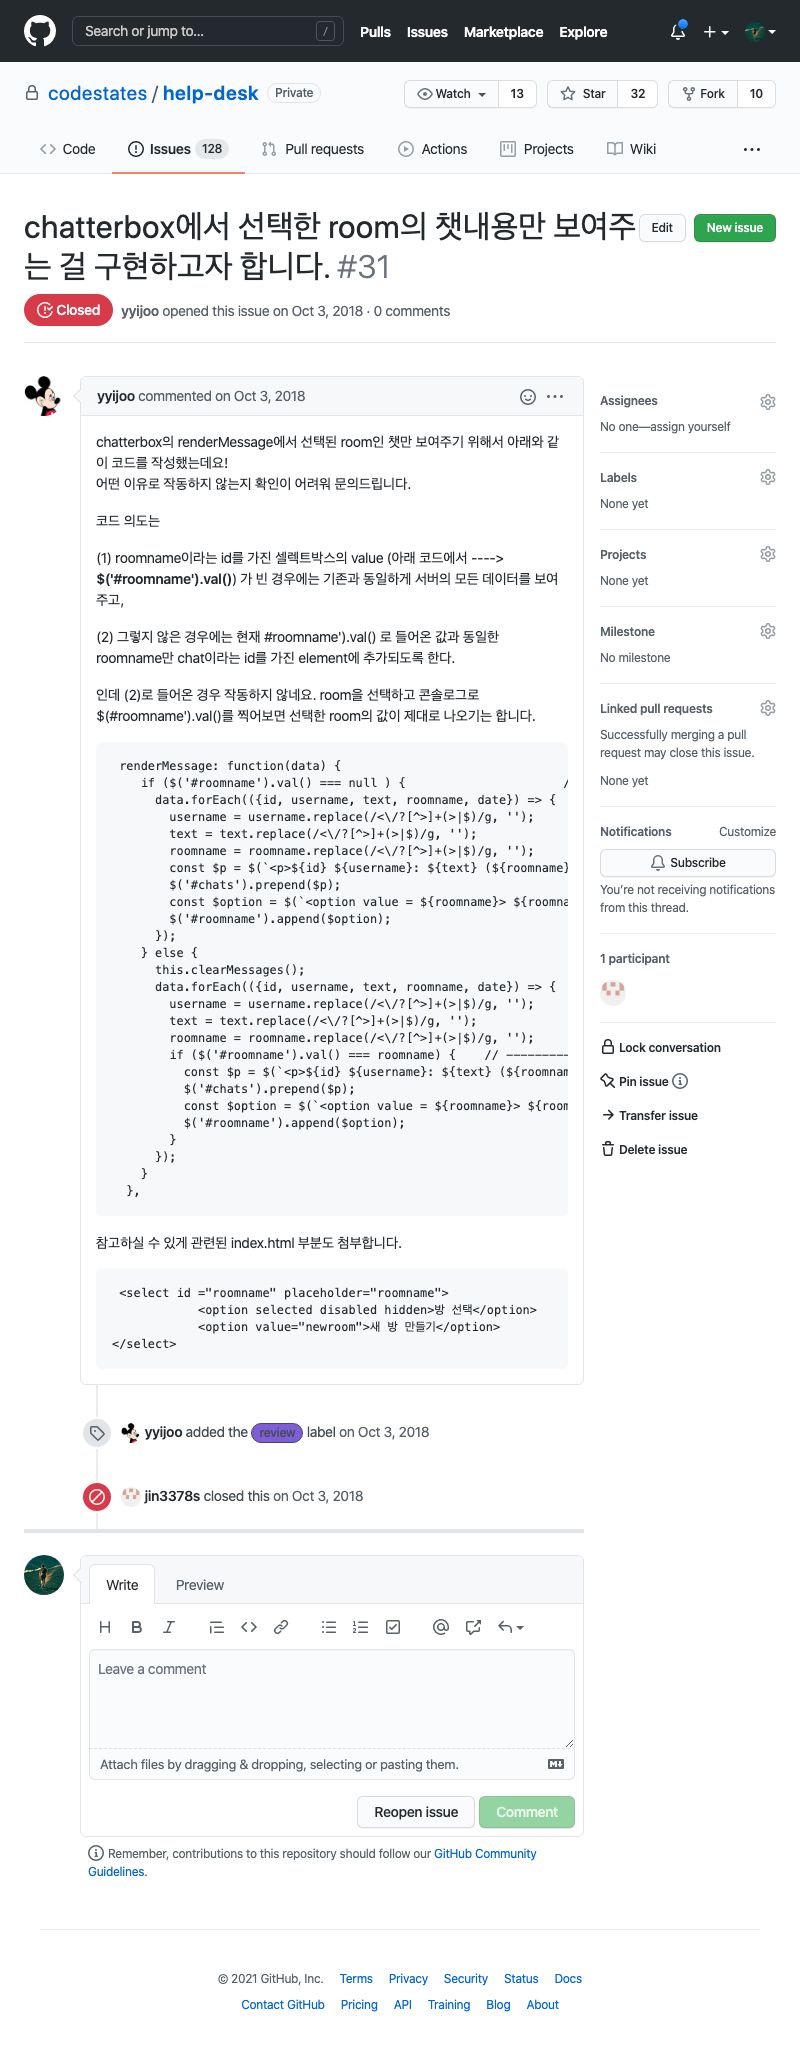 Search or jump to... /
Pulls Issues Marketplace Explore
codestates / help-desk Private
Watch 13 Star 32 Fork 10
Code Issues 128 Pull requests Actions Projects Wiki
chatterbox에서 선택한 room의 챗내용만 보여주
는 걸 구현하고자 합니다. #31
Edit New issue
Closed yyijoo opened this issue on Oct 3, 2018 · 0 comments
yyijoo commented on Oct 3, 2018
chatterbox의 renderMessage에서 선택된 room인 챗만 보여주기 위해서 아래와 같
이 코드를 작성했는데요!
어떤 이유로 작동하지 않는지 확인이 어려워 문의드립니다.
코드 의도는
(1) roomname이라는 id를 가진 셀렉트박스의 value (아래 코드에서 ---->
$('#roomname').val()) 가 빈 경우에는 기존과 동일하게 서버의 모든 데이터를 보여
주고,
(2) 그렇지 않은 경우에는 현재 #roomname').val() 로 들어온 값과 동일한
roomname만 chat이라는 id를 가진 element에 추가되도록 한다.
인데 (2)로 들어온 경우 작동하지 않네요. room을 선택하고 콘솔로그로
$(#roomname').val()를 찍어보면 선택한 room의 값이 제대로 나오기는 합니다.
renderMessage: function(data) {
if ($('#roomname').val() === null ) { /
data.forEach(({id, username, text, roomname, date}) => {
username = username.replace(/<\/?[^>]+(>|$)/g, '');
text = text.replace(/<\/?[^>]+(>|$)/g, '');
roomname = roomname.replace(/<\/?[^>]+(>|$)/g, '');
const $p = $(`<p>${id} ${username}: ${text} (${roomname}
$('#chats').prepend($p);
const $option = $(`<option value = ${roomname}> ${roomna
$('#roomname').append($option);
});
} else {
this.clearMessages();
data.forEach(({id, username, text, roomname, date}) => {
username = username.replace(/<\/?[^>]+(>|$)/g, '');
text = text.replace(/<\/?[^>]+(>|$)/g, '');
roomname = roomname.replace(/<\/?[^>]+(>|$)/g, '');
if ($('#roomname').val() === roomname) { // ---------
const $p = $(`<p>${id} ${username}: ${text} (${roomnam
$('#chats').prepend($p);
const $option = $(`<option value = ${roomname}> ${room
$('#roomname').append($option);
}
});
}
},
참고하실 수 있게 관련된 index.html 부분도 첨부합니다.
<select id ="roomname" placeholder="roomname">
<option selected disabled hidden>방 선택</option>
<option value="newroom">새 방 만들기</option>
</select>
yyijoo added the review label on Oct 3, 2018
jin3378s closed this on Oct 3, 2018
Assignees
No one—assign yourself
Labels
None yet
Projects
None yet
Milestone
No milestone
Linked pull requests
Successfully merging a pull
request may close this issue.
None yet
Notifications Customize
Subscribe
You're not receiving notifications
from this thread.
1 participant
Lock conversation
Pin issue
Transfer issue
Delete issue
Write Preview
Leave a comment
Attach files by dragging & dropping, selecting or pasting them.
Reopen issue Comment
Remember, contributions to this repository should follow our GitHub Community
Guidelines.
© 2021 GitHub, Inc. Terms Privacy Security Status Docs
Contact GitHub Pricing API Training Blog About